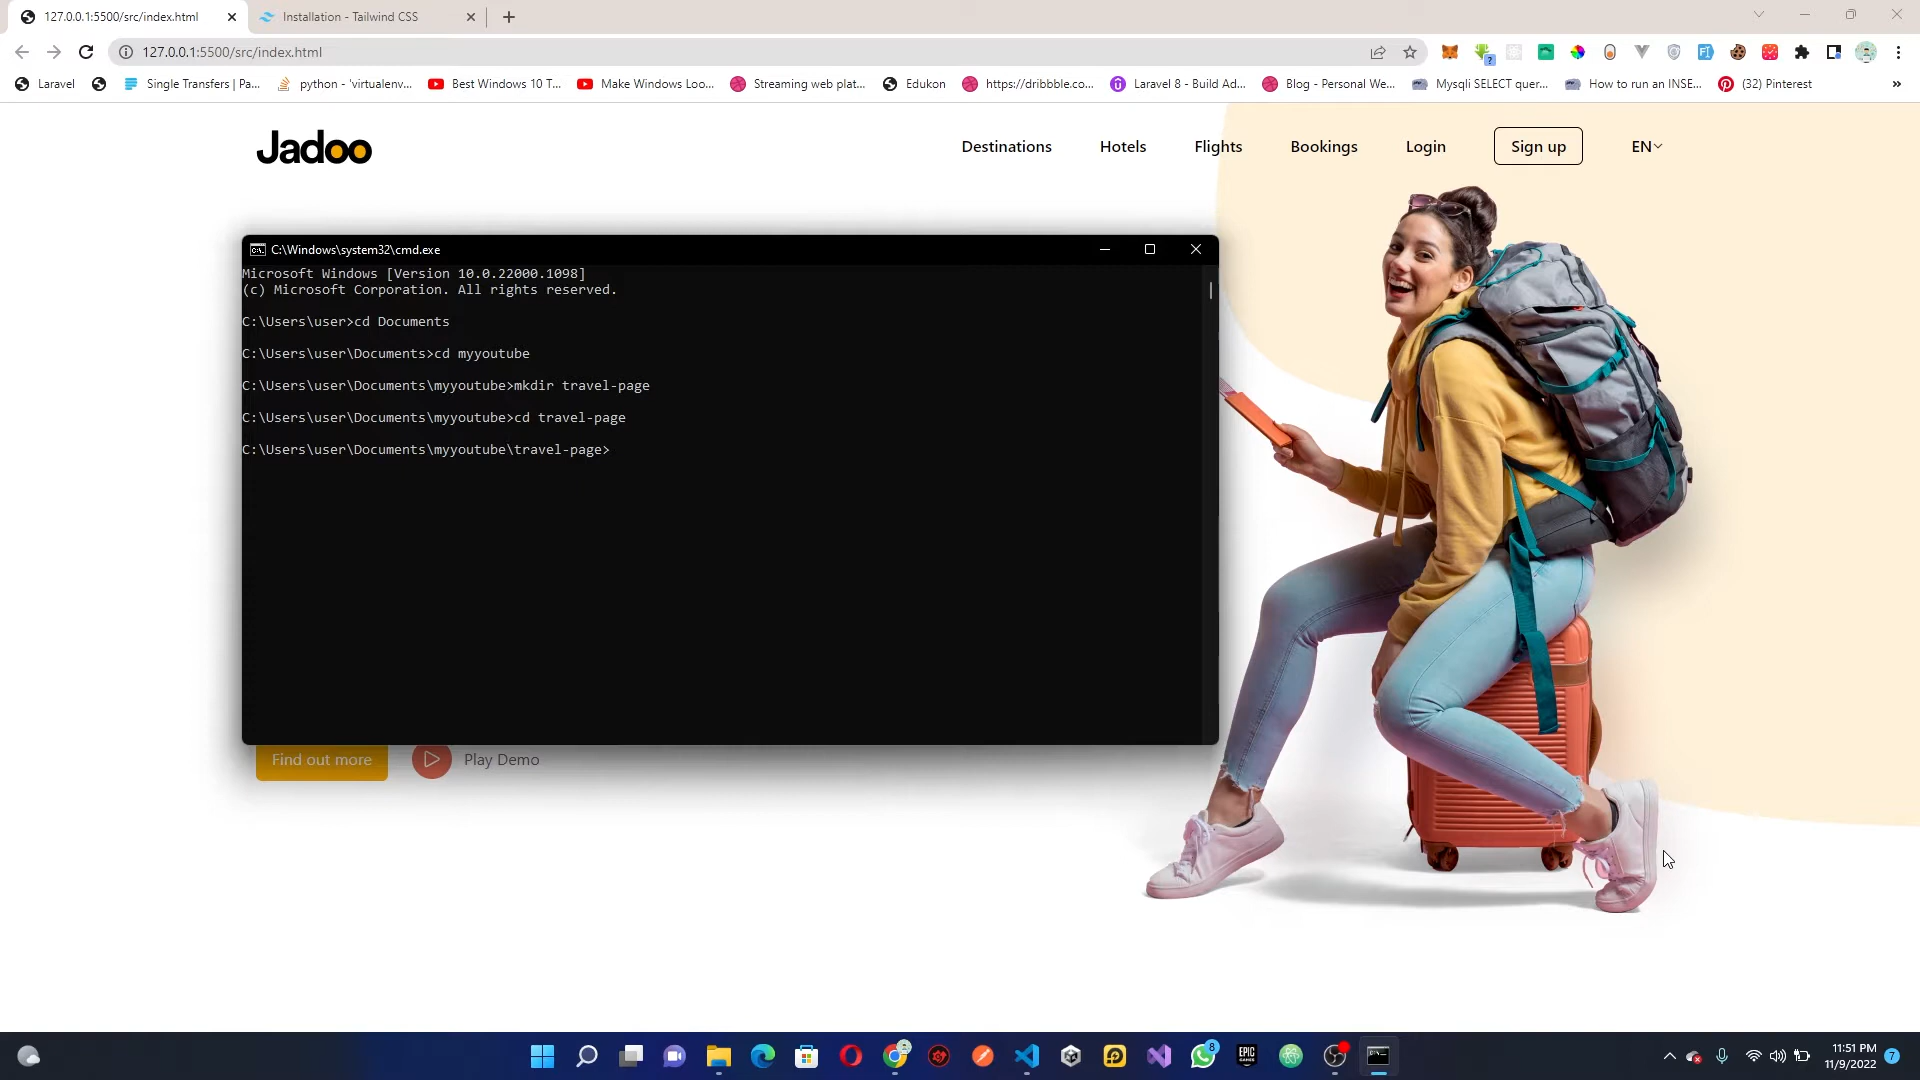 127.0.0.1:5500/src/index.html
Installation - Tailwind CSS
127.0.0.1:5500/src/index.html
Laravel
Single Transfers | Pa...
python - 'virtualenv...
Best Windows 10 T...
Make Windows Loo...
Streaming web plat...
Edukon
https://dribbble.co...
Laravel 8 - Build Ad...
Blog - Personal We...
Mysqli SELECT quer...
How to run an INSE...
(32) Pinterest
»
Jadoo
Destinations
Hotels
Flights
Bookings
Login
Sign up
EN
C:\Windows\system32\cmd.exe
Microsoft Windows [Version 10.0.22000.1098]
(c) Microsoft Corporation. All rights reserved.
C:\Users\user>cd Documents
C:\Users\user\Documents>cd myyoutube
C:\Users\user\Documents\myyoutube>mkdir travel-page
C:\Users\user\Documents\myyoutube>cd travel-page
C:\Users\user\Documents\myyoutube\travel-page>
Find out more
Play Demo
8
EPIC
GAMES
11:51 PM
11/9/2022
7